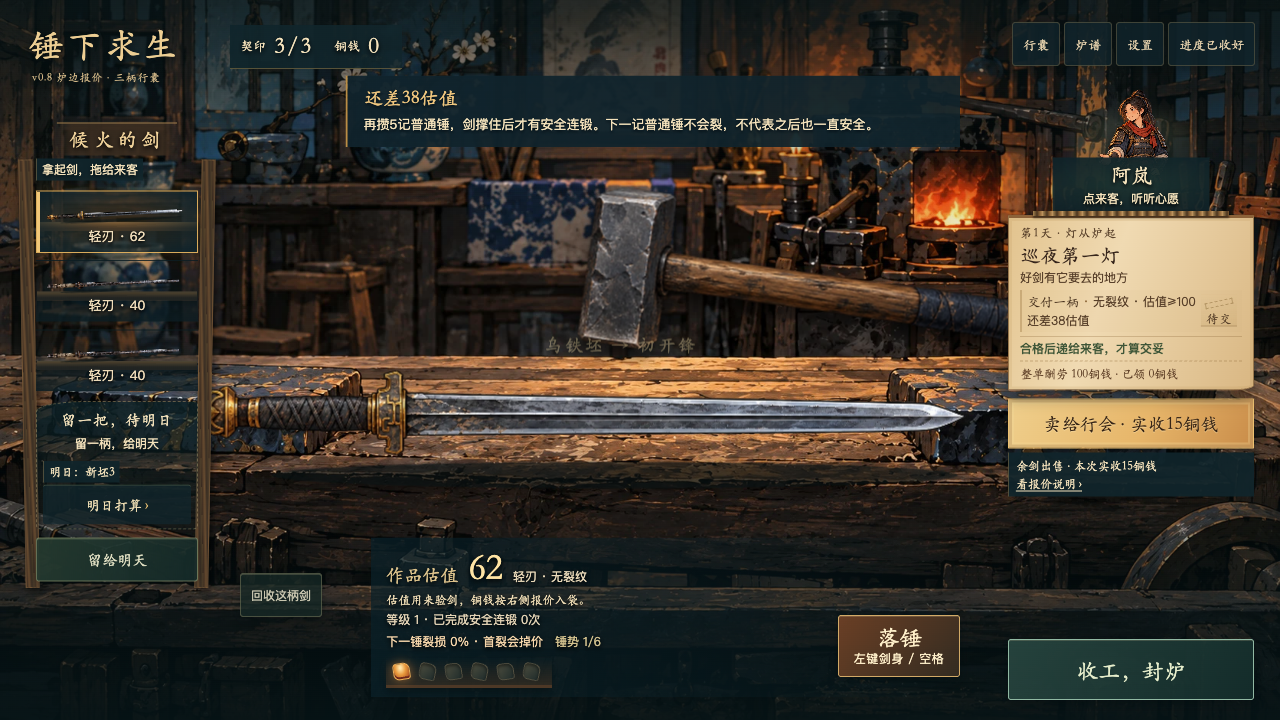 锤下求生
v0.8 炉边报价 · 三柄行囊
契印 3/3 铜钱 0
行囊
炉谱
设置
进度已收好
还差38估值
再攒5记普通锤，剑撑住后才有安全连锻。下一记普通锤不会裂，不代表之后也一直安全。
候火的剑
拿起剑，拖给来客
轻刃 · 62
轻刃 · 40
轻刃 · 40
留一把，待明日
留一柄，给明天
明日：新坯3
明日打算 ›
留给明天
乌铁坯 — 初开锋
阿岚
点来客，听听心愿
第1天 · 灯从炉起
巡夜第一灯
好剑有它要去的地方
交付一柄 · 无裂纹 · 估值≥100
还差38估值
待交
合格后递给来客，才算交妥
整单酬劳 100铜钱 · 已领 0铜钱
卖给行会 · 实收15铜钱
余剑出售 · 本次实收15铜钱
看报价说明 ›
回收这柄剑
作品估值 62 轻刃 · 无裂纹
估值用来验剑，铜钱按右侧报价入袋。
等级 1 · 已完成安全连锻 0次
下一锤裂损 0% · 首裂会掉价 锤势 1/6
落锤
左键剑身 / 空格
收工，封炉